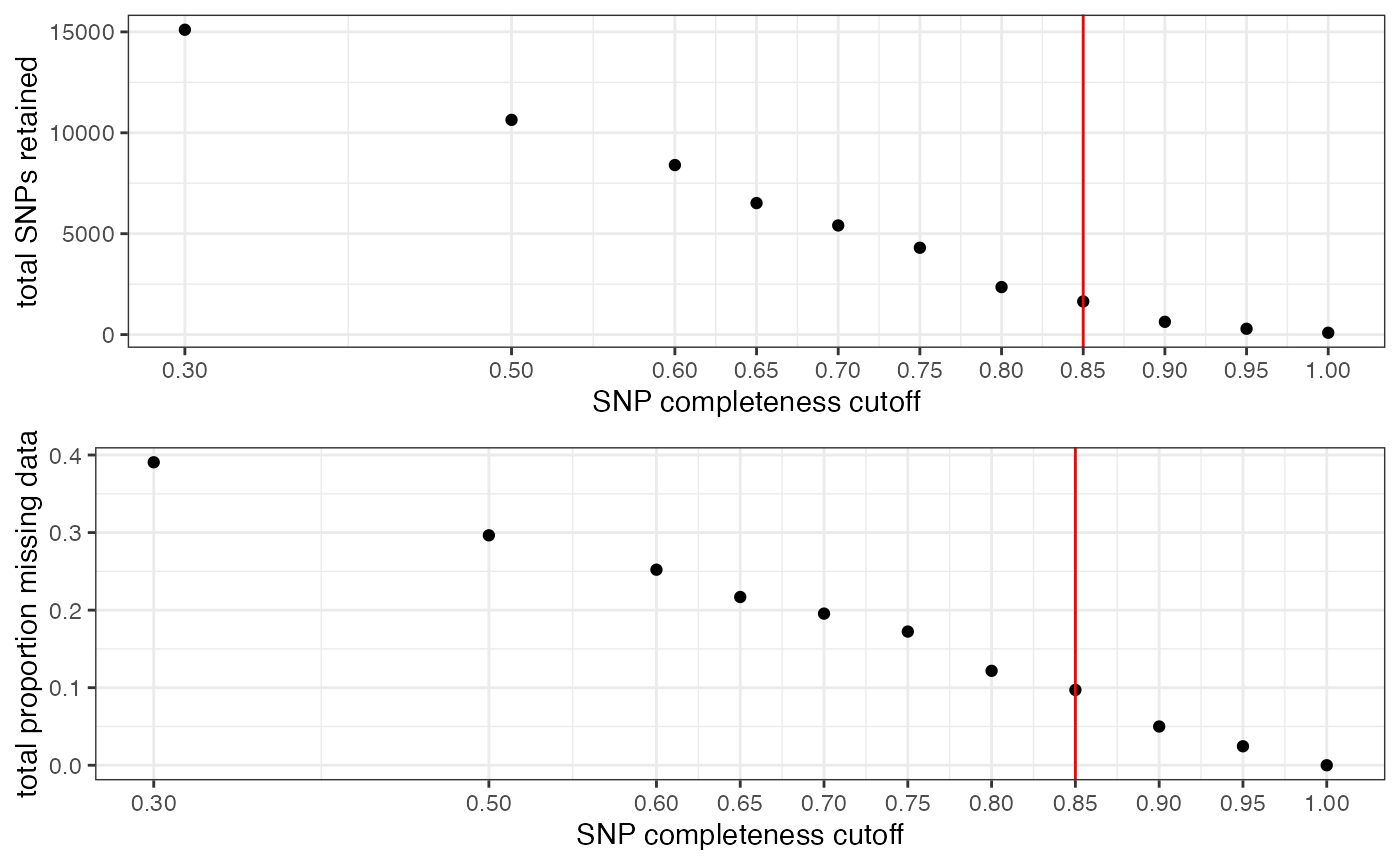 total SNPs retained
15000
10000
5000
0
0.30 0.50 0.60 0.65 0.70 0.75 0.80 0.85 0.90 0.95 1.00
SNP completeness cutoff
total proportion missing data
0.4
0.3
0.2
0.1
0.0
0.30 0.50 0.60 0.65 0.70 0.75 0.80 0.85 0.90 0.95 1.00
SNP completeness cutoff